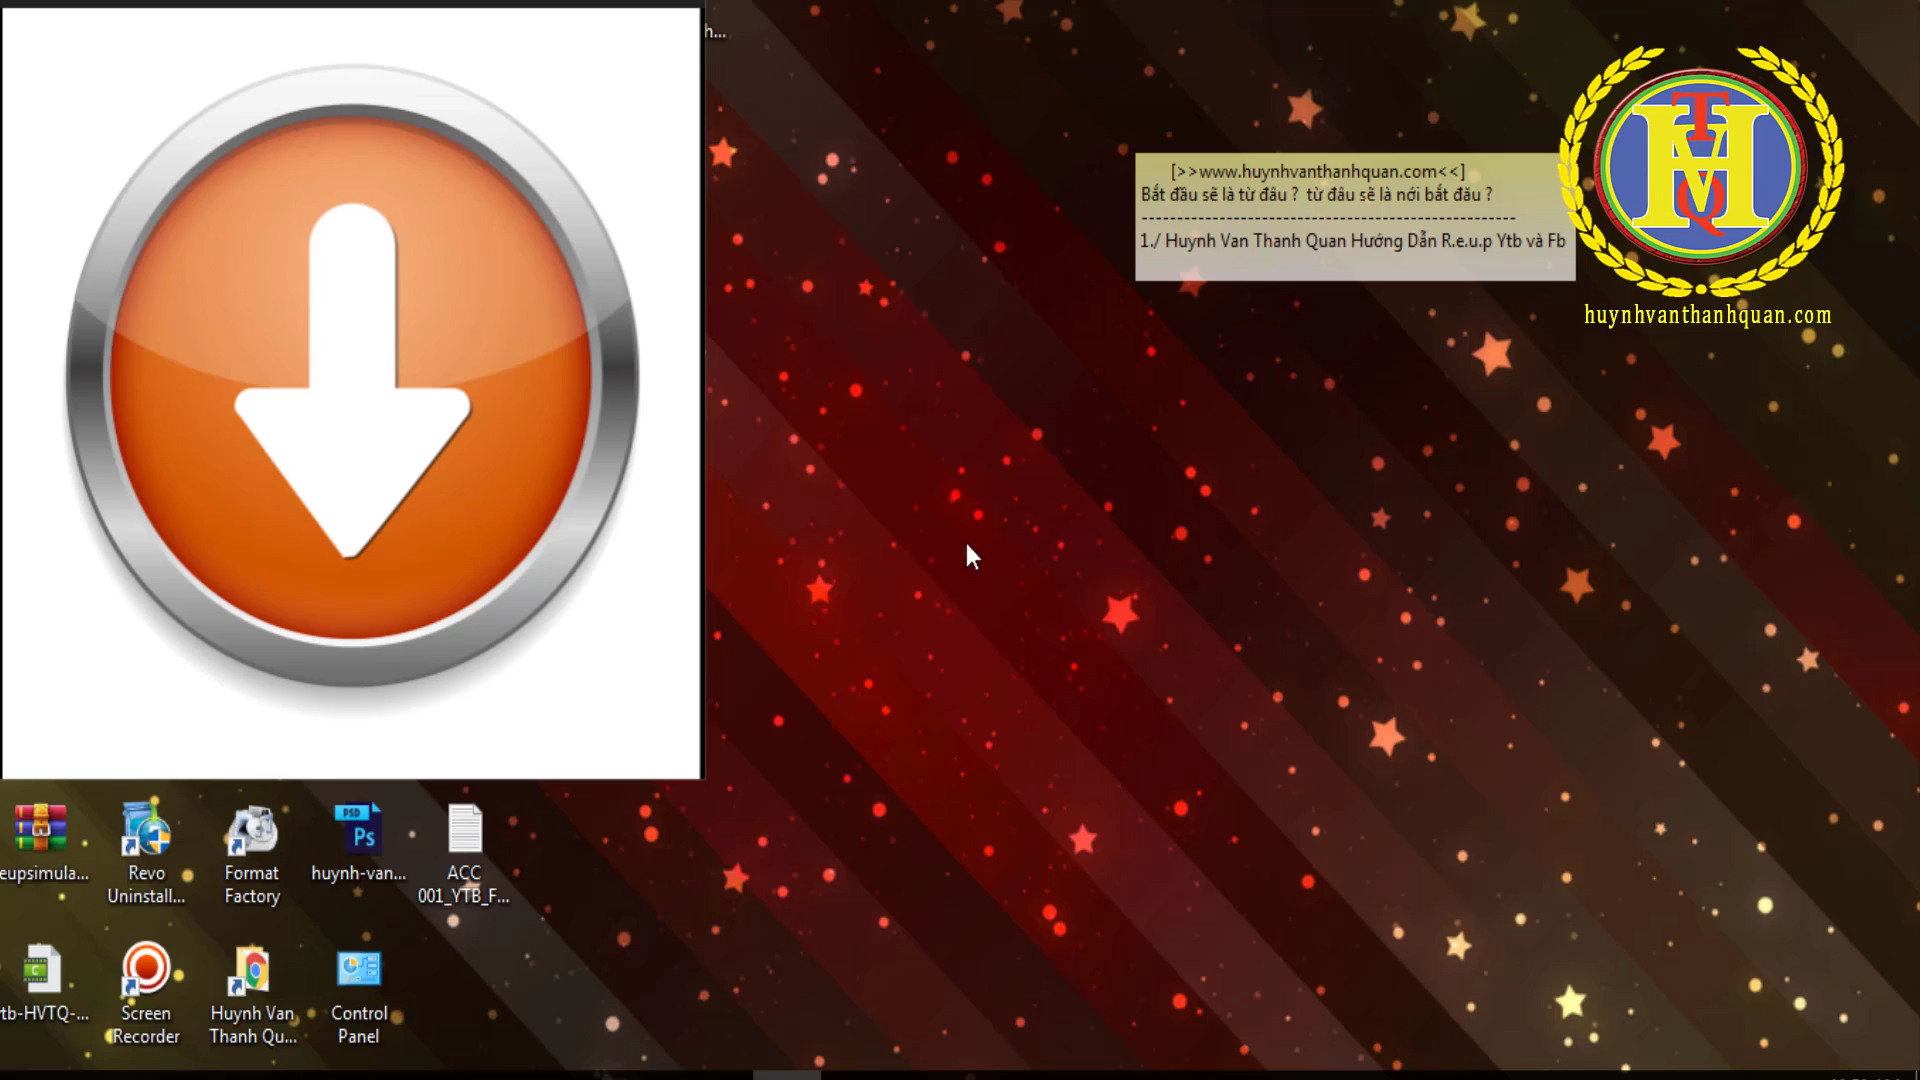 h...
[>>www.huynhvanthanhquan.com<<]
Bắt đầu sẽ là từ đâu ? từ đâu sẽ là nới bắt đău ?
-----------------------------------------------------
1./ Huynh Van Thanh Quan Hướng Dẫn R.e.u.p Ytb và Fb
T
H
V
Q
huynhvanthanhquan.com
eupsimula...
Revo
Uninstall...
Format
Factory
PSD
Ps
huynh-van...
ACC
001_YTB_F...
C
tb-HVTQ-...
Screen
Recorder
Huynh Van
Thanh Qu...
Control
Panel